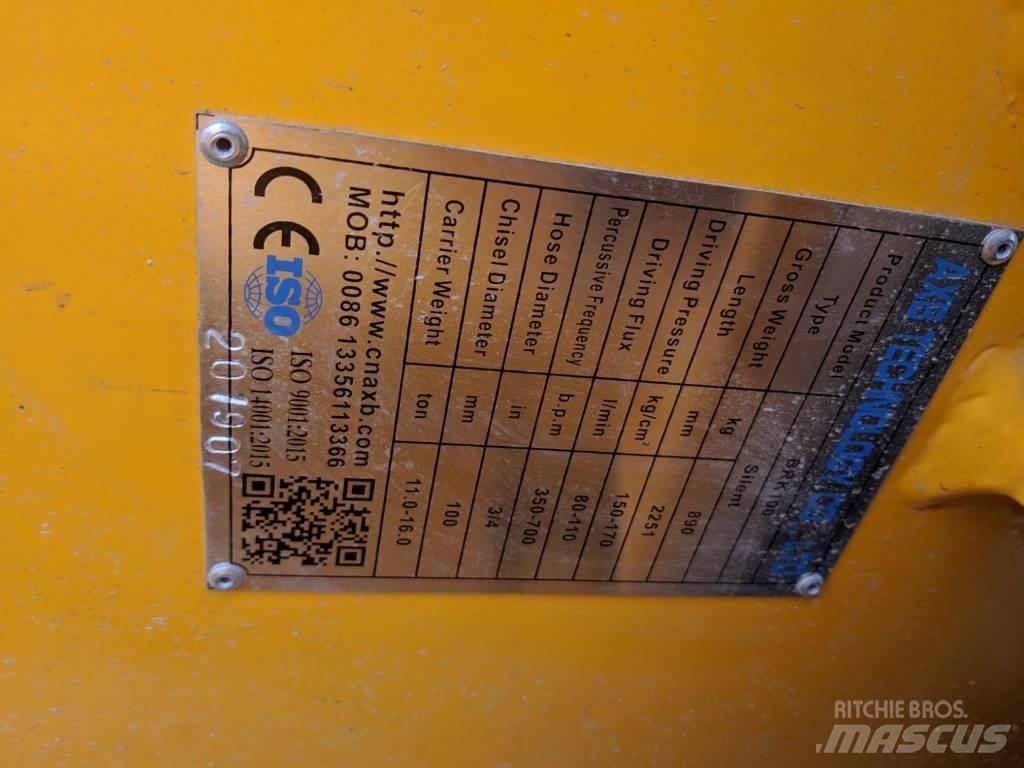 AXB TECHNOLOGY CO., LTD
Product Moderl BRK100
Type Silent
Gross Weight kg 890
Length mm 2251
Driving Pressure kg/cm² 150-170
Driving Flux l/min 80-110
Percussive Frequency b.p.m 350-700
Hose Diameter in 3/4
Chisel Diameter mm 100
Carrier Weight ton 11.0-16.0
http://www.cnaxb.com
MOB: 0086 13356113366
CE ISO
ISO 9001:2015
ISO 14001:2015
201907
RITCHIE BROS.
MASCUS